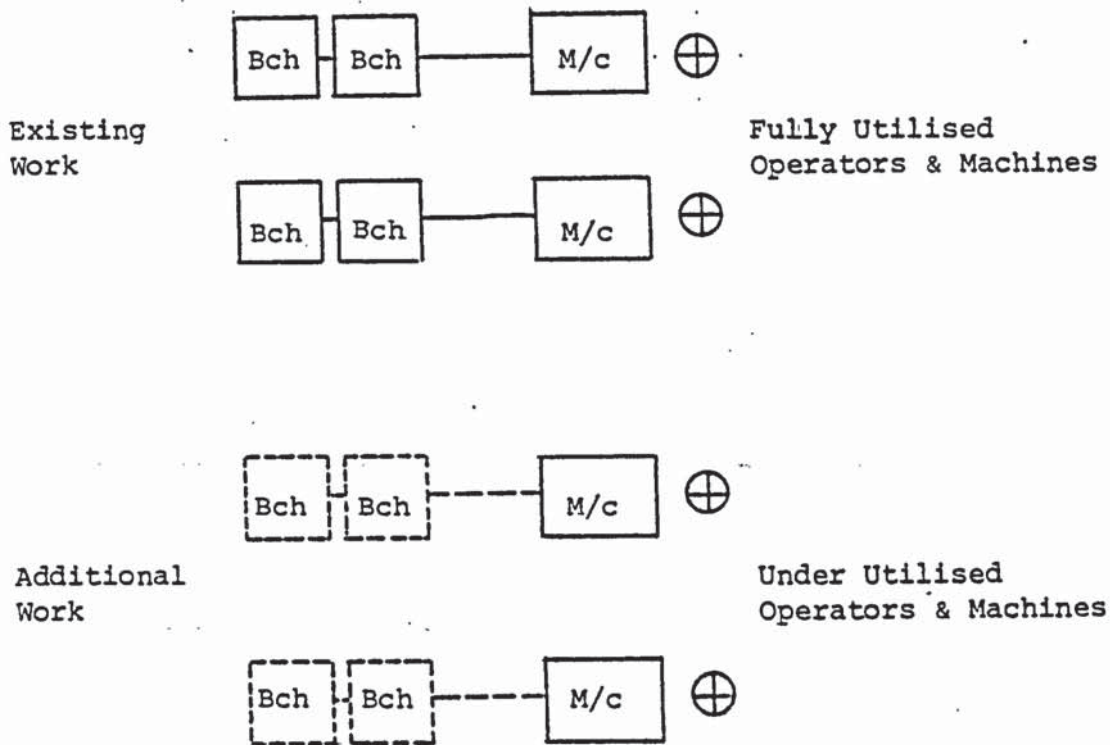 Bch Bch M/c
Existing
Work
Fully Utilised
Operators & Machines
Bch Bch M/c
Bch Bch M/c
Additional
Work
Under Utilised
Operators & Machines
Bch Bch M/c